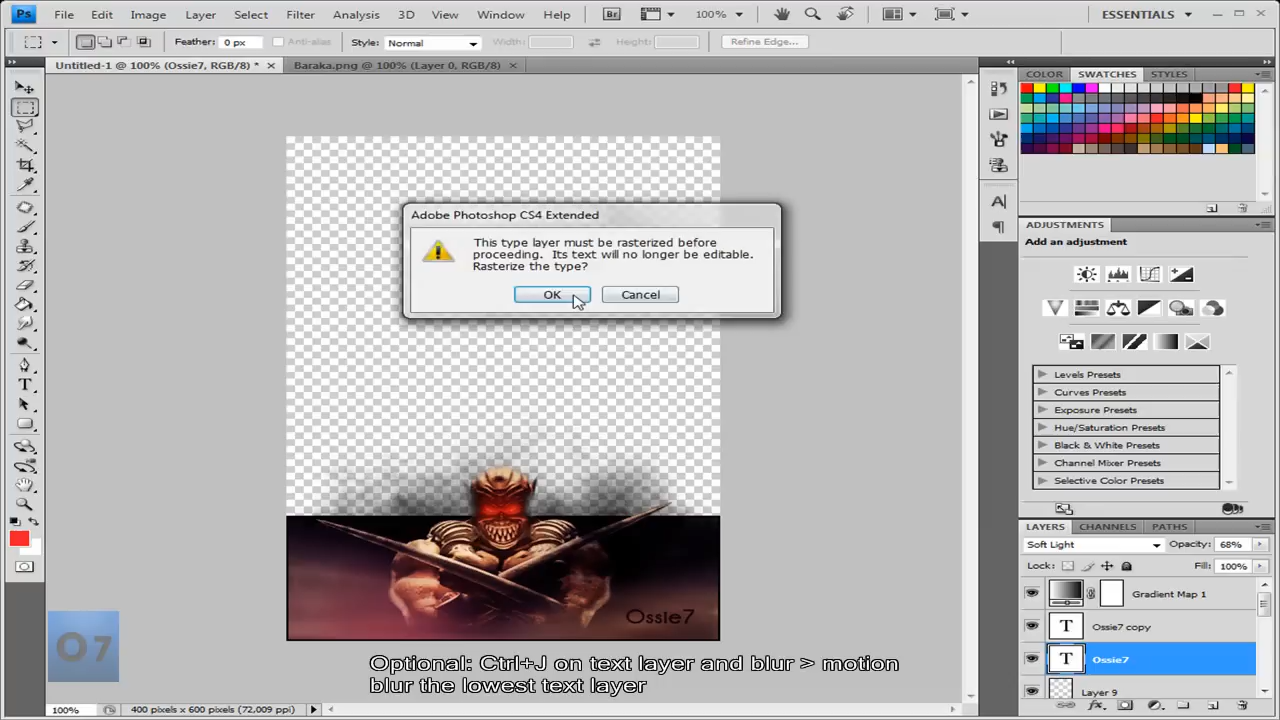 Ps File Edit Image Layer Select Filter Analysis 3D View Window Help Br 100% ESSENTIALS
Feather: 0 px Anti-alias Style: Normal Width: Height: Refine Edge...
Untitled-1 @ 100% (Ossie7, RGB/8) * Baraka.png @ 100% (Layer 0, RGB/8)
COLOR SWATCHES STYLES
Adobe Photoshop CS4 Extended
This type layer must be rasterized before
proceeding. Its text will no longer be editable.
Rasterize the type?
OK Cancel
ADJUSTMENTS
Add an adjustment
Levels Presets
Curves Presets
Exposure Presets
Hue/Saturation Presets
Black & White Presets
Channel Mixer Presets
Selective Color Presets
LAYERS CHANNELS PATHS
Soft Light Opacity: 68%
Lock: Fill: 100%
Gradient Map 1
T Ossie7 copy
T Ossie7
Layer 9
Ossie7
O7
Optional: Ctrl+J on text layer and blur > motion
blur the lowest text layer
100% 400 pixels x 600 pixels (72,009 ppi)